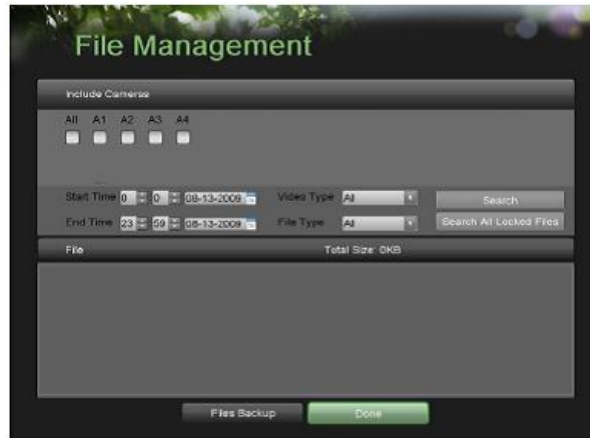 File Management
Include Cameras
All A1 A2 A3 A4
Start Time 0 0 08-13-2009 Video Type All Search
End Time 23 59 08-13-2009 File Type All Search All Locked Files
File Total Size: 0KB
Files Backup Done